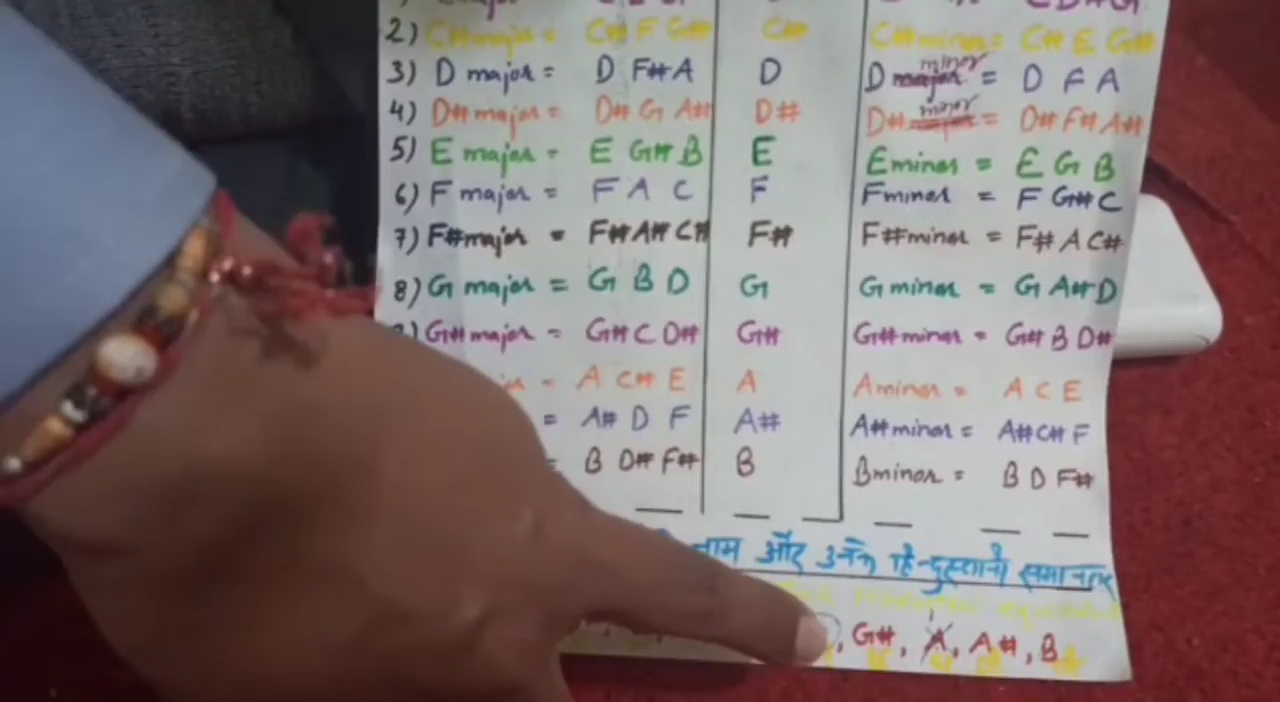 C D# G
2) C# major = C# F G# C# C# minor = C# E G#
3) D major = D F# A D D minor = D F A
4) D# major = D# G A# D# D# minor = D# F# A#
5) E major = E G# B E E minor = E G B
6) F major = F A C F F minor = F G# C
7) F# major = F# A# C# F# F# minor = F# A C#
8) G major = G B D G G minor = G A# D
G# major = G# C D# G# G# minor = G# B D#
= A C# E A A minor = A C E
= A# D F A# A# minor = A# C# F
= B D# F# B B minor = B D F#
नाम और उनके हिन्दुस्तानी
, G#, A, A#, B